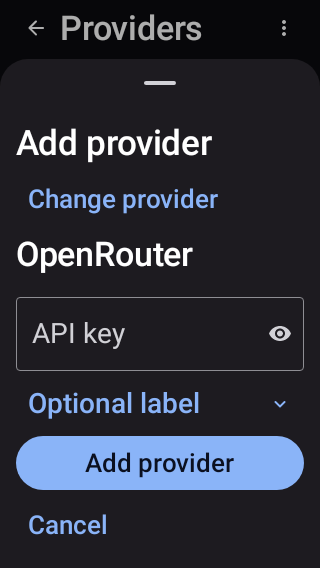 Providers
Add provider
Change provider
OpenRouter
API key
Optional label
Add provider
Cancel